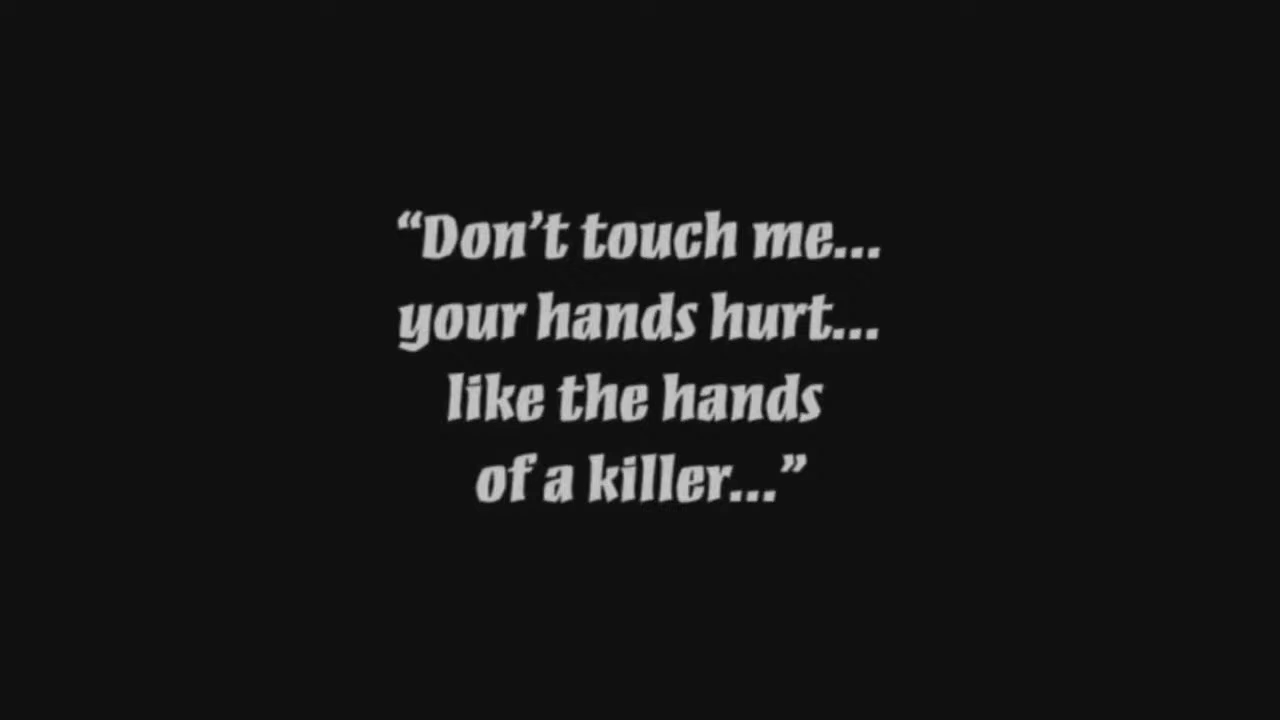 “Don’t touch me...
your hands hurt...
like the hands
of a killer...”